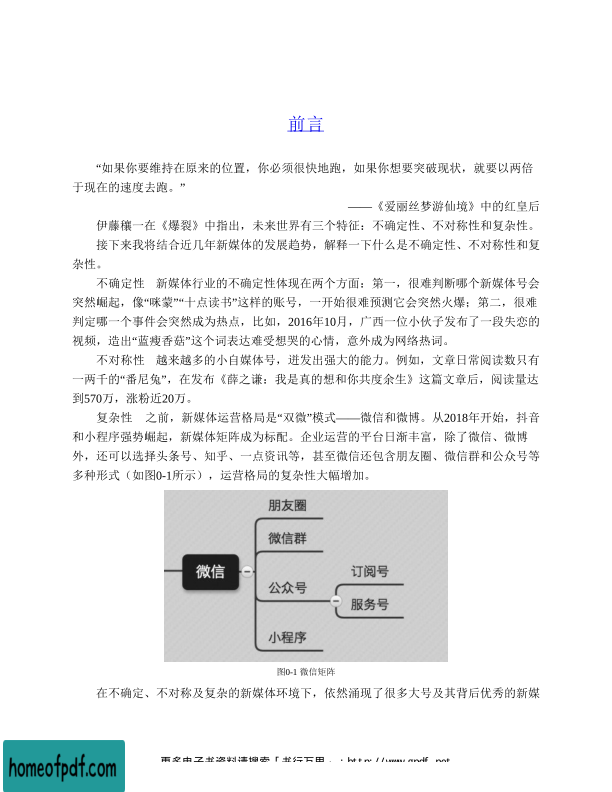 前言
“如果你要维持在原来的位置，你必须很快地跑，如果你想要突破现状，就要以两倍
于现在的速度去跑。”
——《爱丽丝梦游仙境》中的红皇后
伊藤穰一在《爆裂》中指出，未来世界有三个特征：不确定性、不对称性和复杂性。
接下来我将结合近几年新媒体的发展趋势，解释一下什么是不确定性、不对称性和复
杂性。
不确定性　新媒体行业的不确定性体现在两个方面：第一，很难判断哪个新媒体号会
突然崛起，像“咪蒙”“十点读书”这样的账号，一开始很难预测它会突然火爆；第二，很难
判定哪一个事件会突然成为热点，比如，2016年10月，广西一位小伙子发布了一段失恋的
视频，造出“蓝瘦香菇”这个词表达难受想哭的心情，意外成为网络热词。
不对称性　越来越多的小自媒体号，迸发出强大的能力。例如，文章日常阅读数只有
一两千的“番尼兔”，在发布《薛之谦：我是真的想和你共度余生》这篇文章后，阅读量达
到570万，涨粉近20万。
复杂性　之前，新媒体运营格局是“双微”模式——微信和微博。从2018年开始，抖音
和小程序强势崛起，新媒体矩阵成为标配。企业运营的平台日渐丰富，除了微信、微博
外，还可以选择头条号、知乎、一点资讯等，甚至微信还包含朋友圈、微信群和公众号等
多种形式（如图0-1所示），运营格局的复杂性大幅增加。
朋友圈
微信群
微信
公众号
订阅号
服务号
小程序
图0-1 微信矩阵
在不确定、不对称及复杂的新媒体环境下，依然涌现了很多大号及其背后优秀的新媒
homeofpdf.com